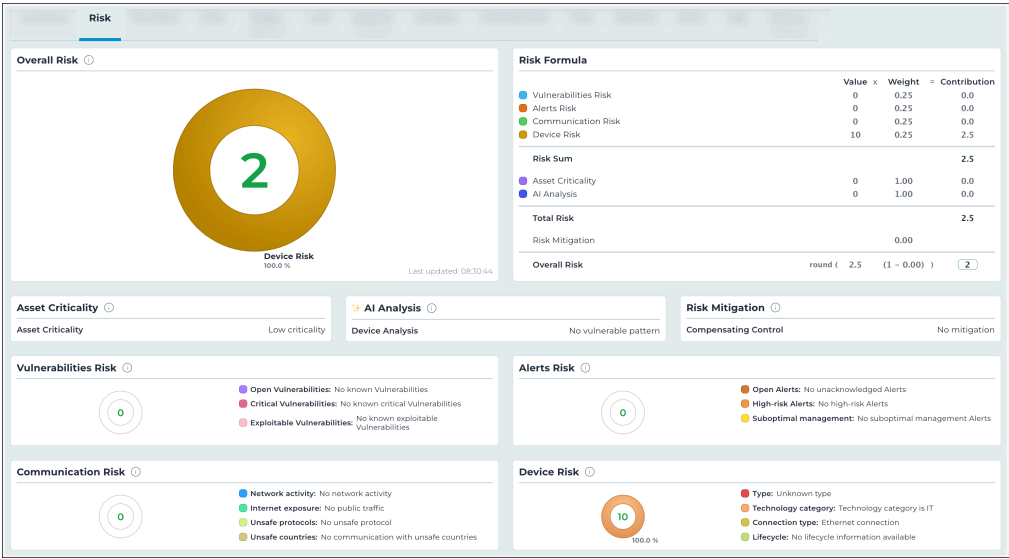 Risk
Overall Risk
2
Device Risk
100.0 %
Last updated: 08:30:44
Risk Formula
Value x Weight = Contribution
Vulnerabilities Risk 0 0.25 0.0
Alerts Risk 0 0.25 0.0
Communication Risk 0 0.25 0.0
Device Risk 10 0.25 2.5
Risk Sum 2.5
Asset Criticality 0 1.00 0.0
AI Analysis 0 1.00 0.0
Total Risk 2.5
Risk Mitigation 0.00
Overall Risk round ( 2.5 (1 – 0.00) ) 2
Asset Criticality
Asset Criticality Low criticality
AI Analysis
Device Analysis No vulnerable pattern
Risk Mitigation
Compensating Control No mitigation
Vulnerabilities Risk
0
Open Vulnerabilities: No known Vulnerabilities
Critical Vulnerabilities: No known critical Vulnerabilities
Exploitable Vulnerabilities: No known exploitable
Vulnerabilities
Alerts Risk
0
Open Alerts: No unacknowledged Alerts
High-risk Alerts: No high-risk Alerts
Suboptimal management: No suboptimal management Alerts
Communication Risk
0
Network activity: No network activity
Internet exposure: No public traffic
Unsafe protocols: No unsafe protocol
Unsafe countries: No communication with unsafe countries
Device Risk
10
100.0 %
Type: Unknown type
Technology category: Technology category is IT
Connection type: Ethernet connection
Lifecycle: No lifecycle information available